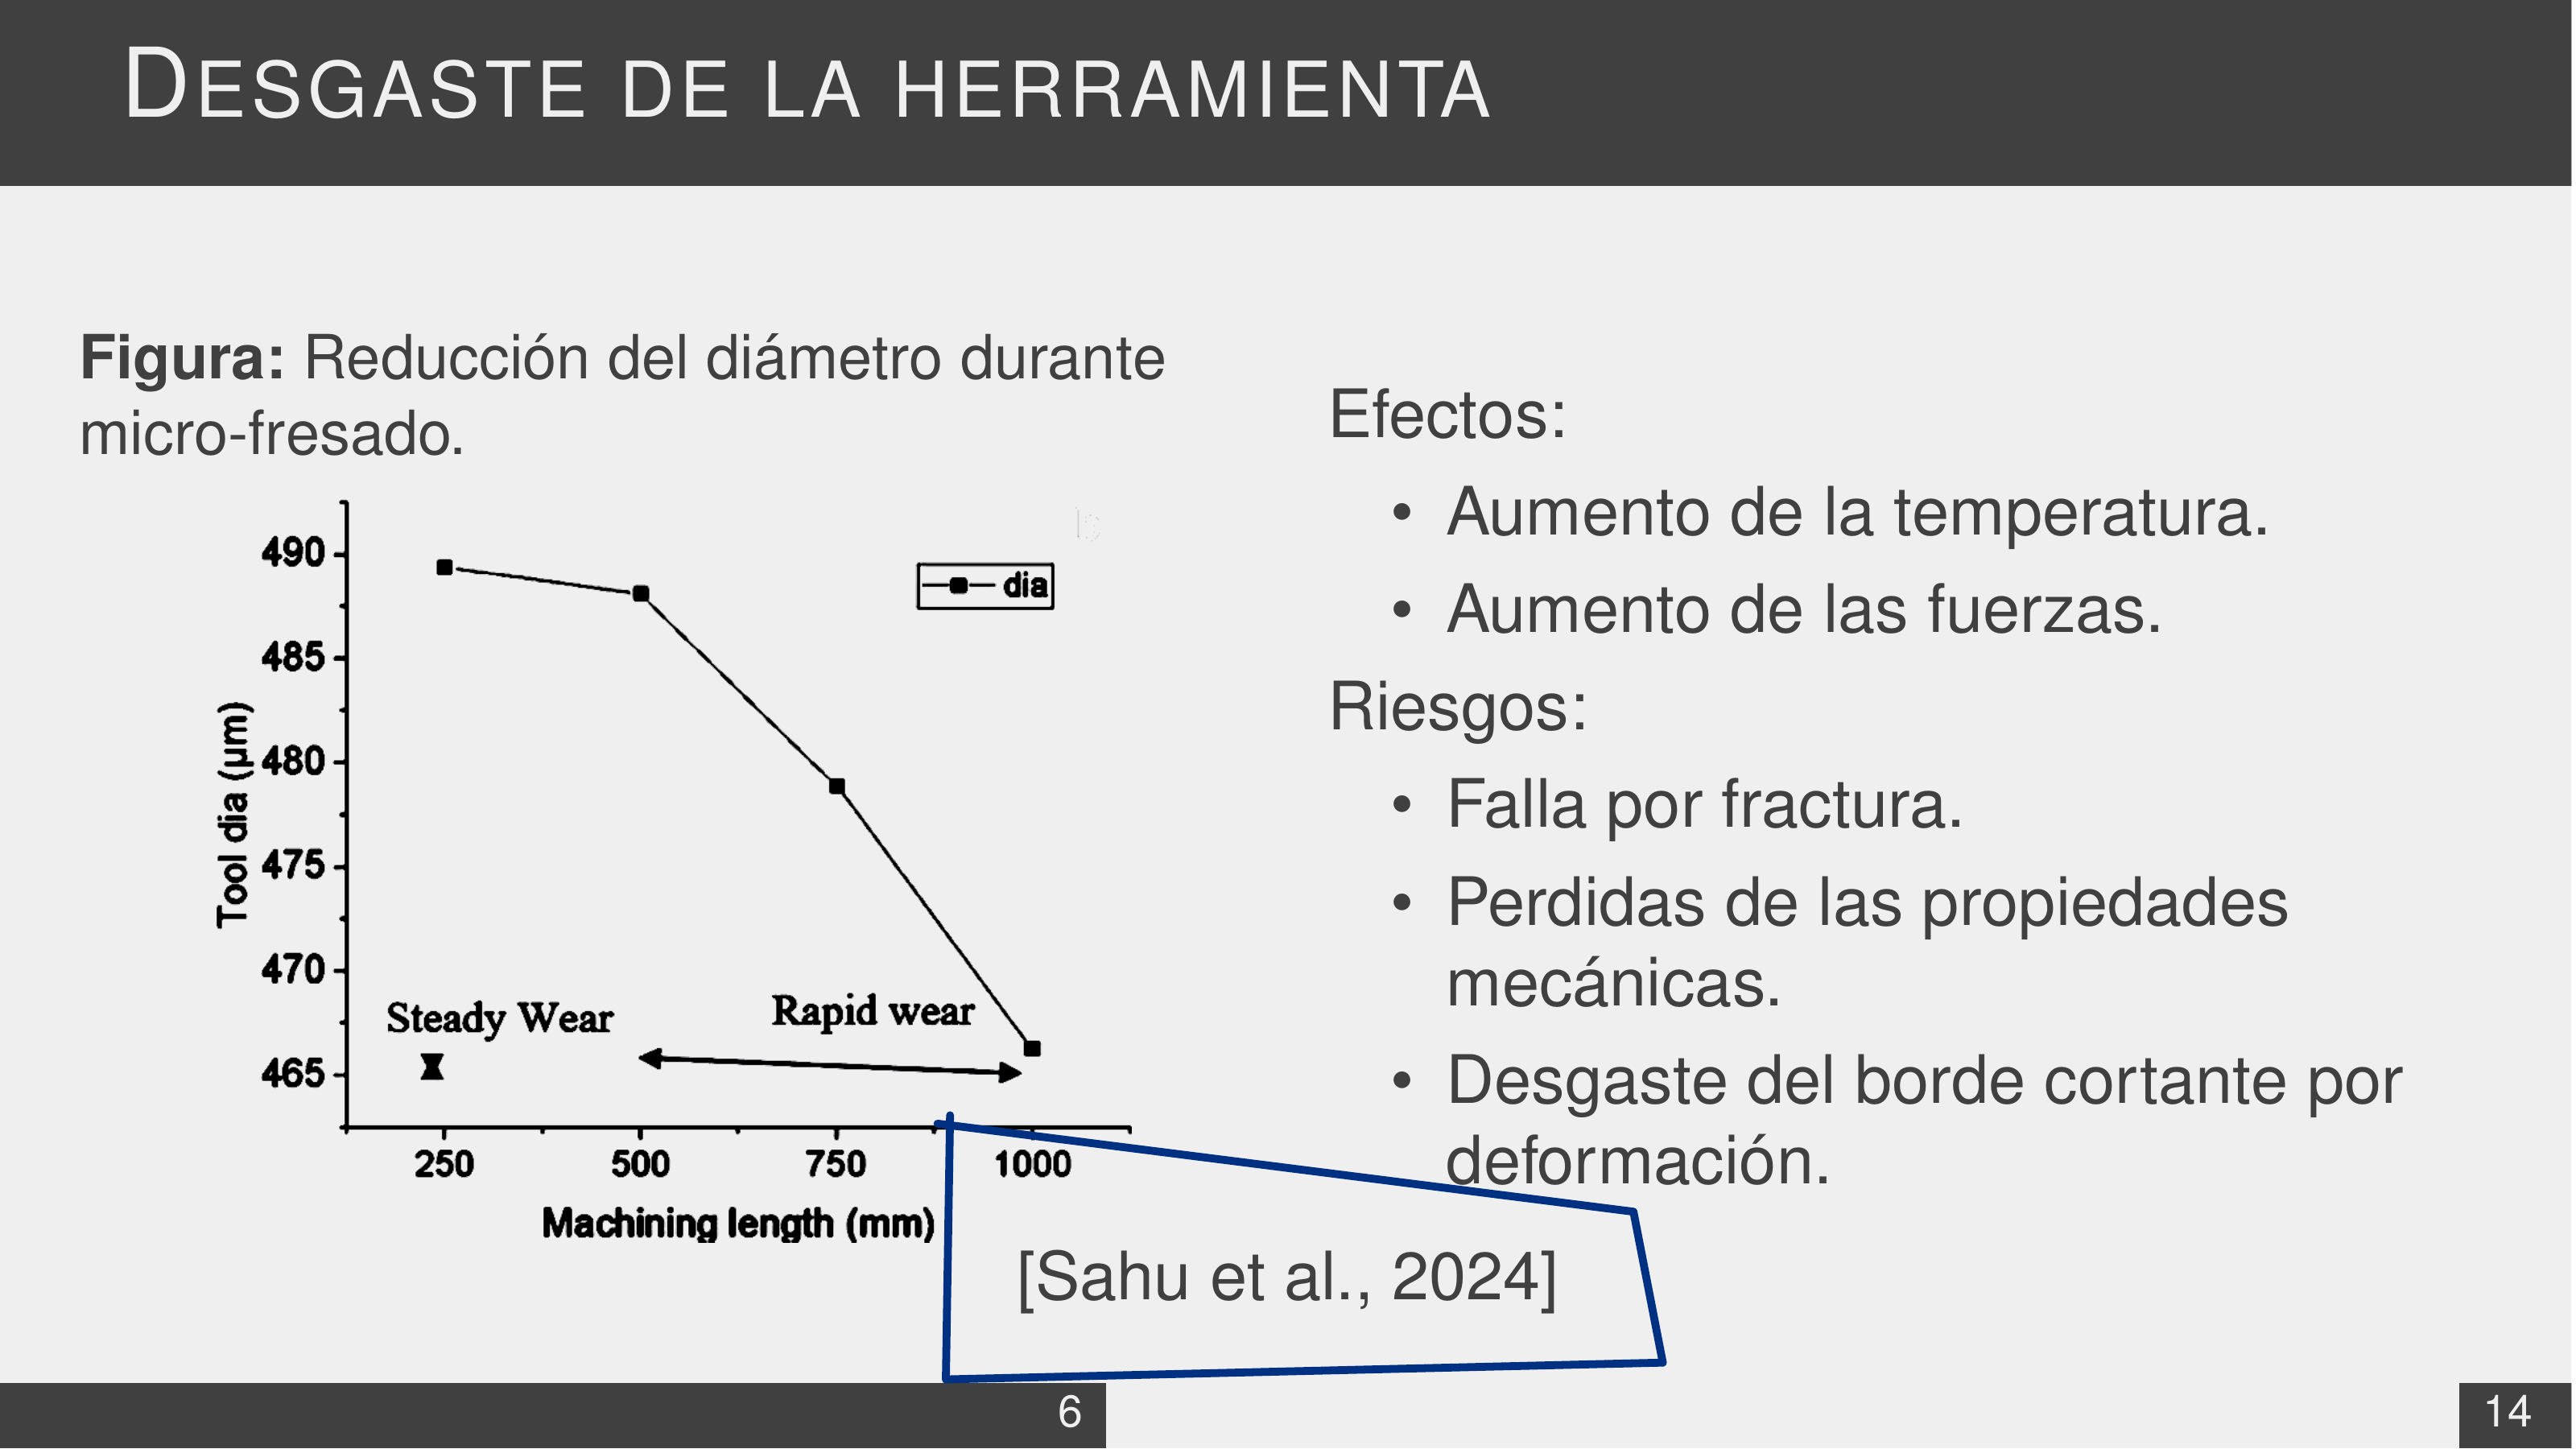 DESGASTE DE LA HERRAMIENTA
Figura: Reducción del diámetro durante
micro-fresado.
490
485
480
475
470
465
Tool dia (µm)
dia
Steady Wear
Rapid wear
250 500 750 1000
Machining length (mm)
Efectos:
• Aumento de la temperatura.
• Aumento de las fuerzas.
Riesgos:
• Falla por fractura.
• Perdidas de las propiedades
mecánicas.
• Desgaste del borde cortante por
deformación.
[Sahu et al., 2024]
6
14